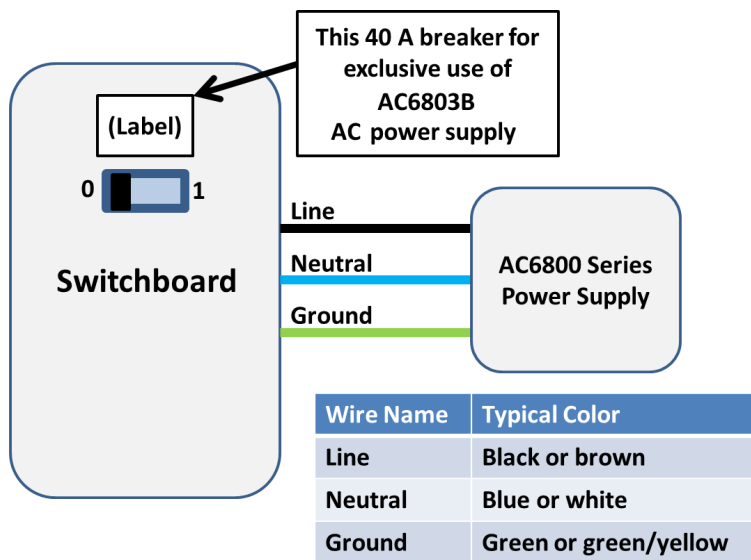 This 40 A breaker for
exclusive use of
AC6803B
AC power supply
(Label)
0 1
Switchboard
Line
Neutral
Ground
AC6800 Series
Power Supply
Wire Name Typical Color
Line Black or brown
Neutral Blue or white
Ground Green or green/yellow